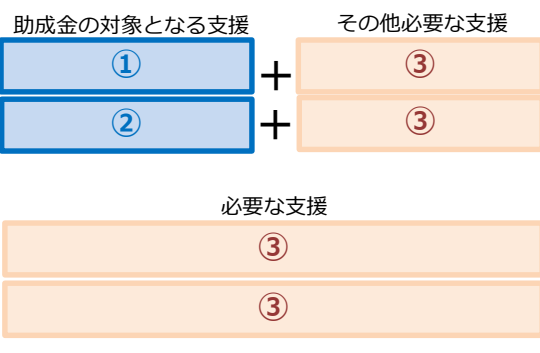 助成金の対象となる支援 その他必要な支援
① + ③
② + ③
必要な支援
③
③